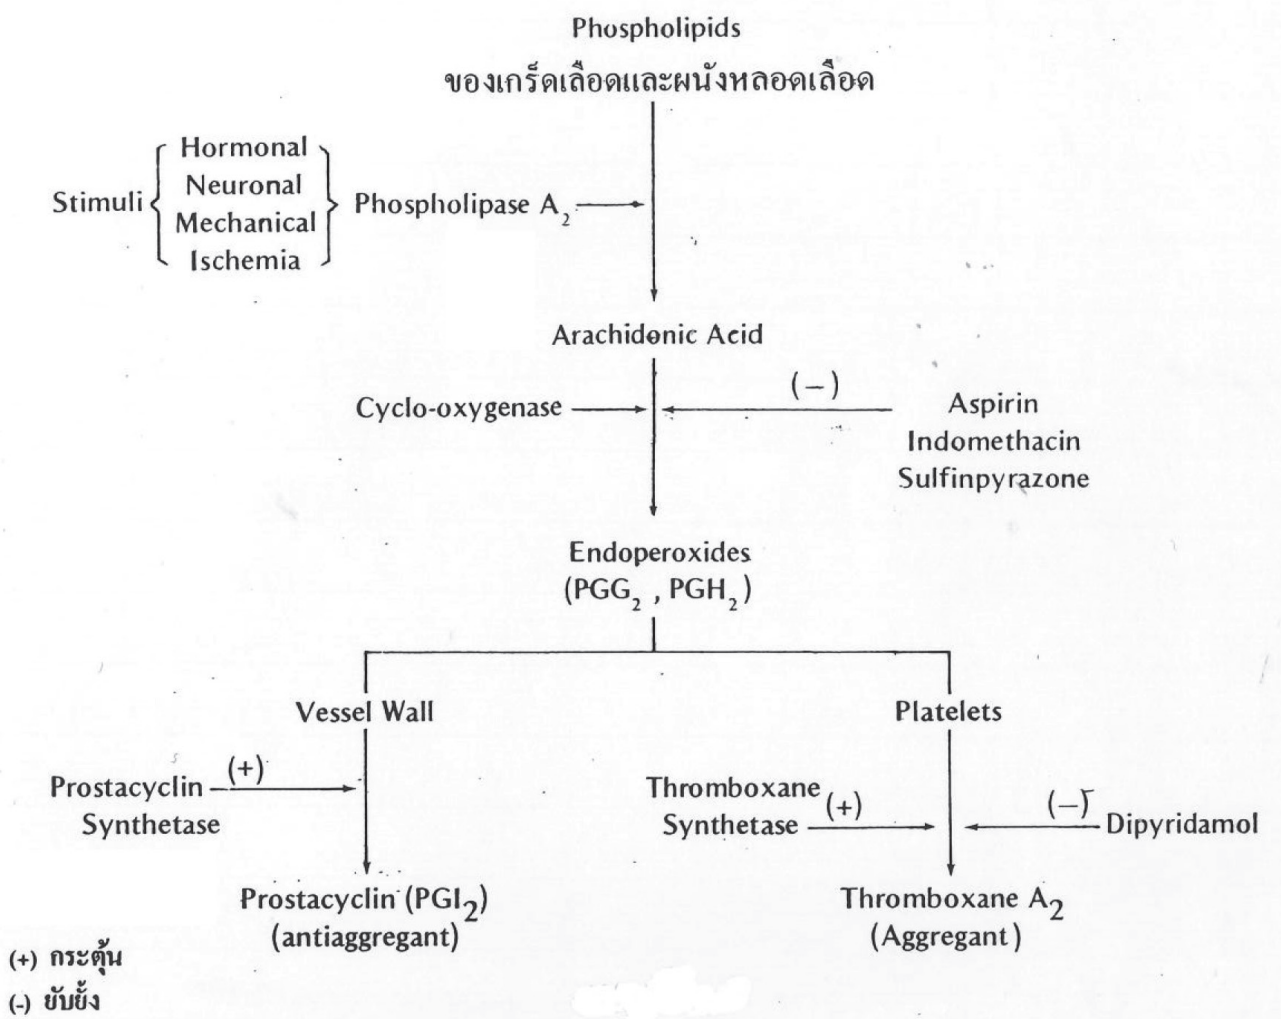 Phospholipids
ของเกร็ดเลือดและผนังหลอดเลือด
Stimuli
Hormonal
Neuronal
Mechanical
Ischemia
Phospholipase A₂
Arachidonic Acid
Cyclo-oxygenase
(−)
Aspirin
Indomethacin
Sulfinpyrazone
Endoperoxides
(PGG₂ , PGH₂)
Vessel Wall
Platelets
Prostacyclin
Synthetase
(+)
Thromboxane
Synthetase
(+)
(−)
Dipyridamol
Prostacyclin (PGI₂)
(antiaggregant)
Thromboxane A₂
(Aggregant)
(+) กระตุ้น
(-) ยับยั้ง